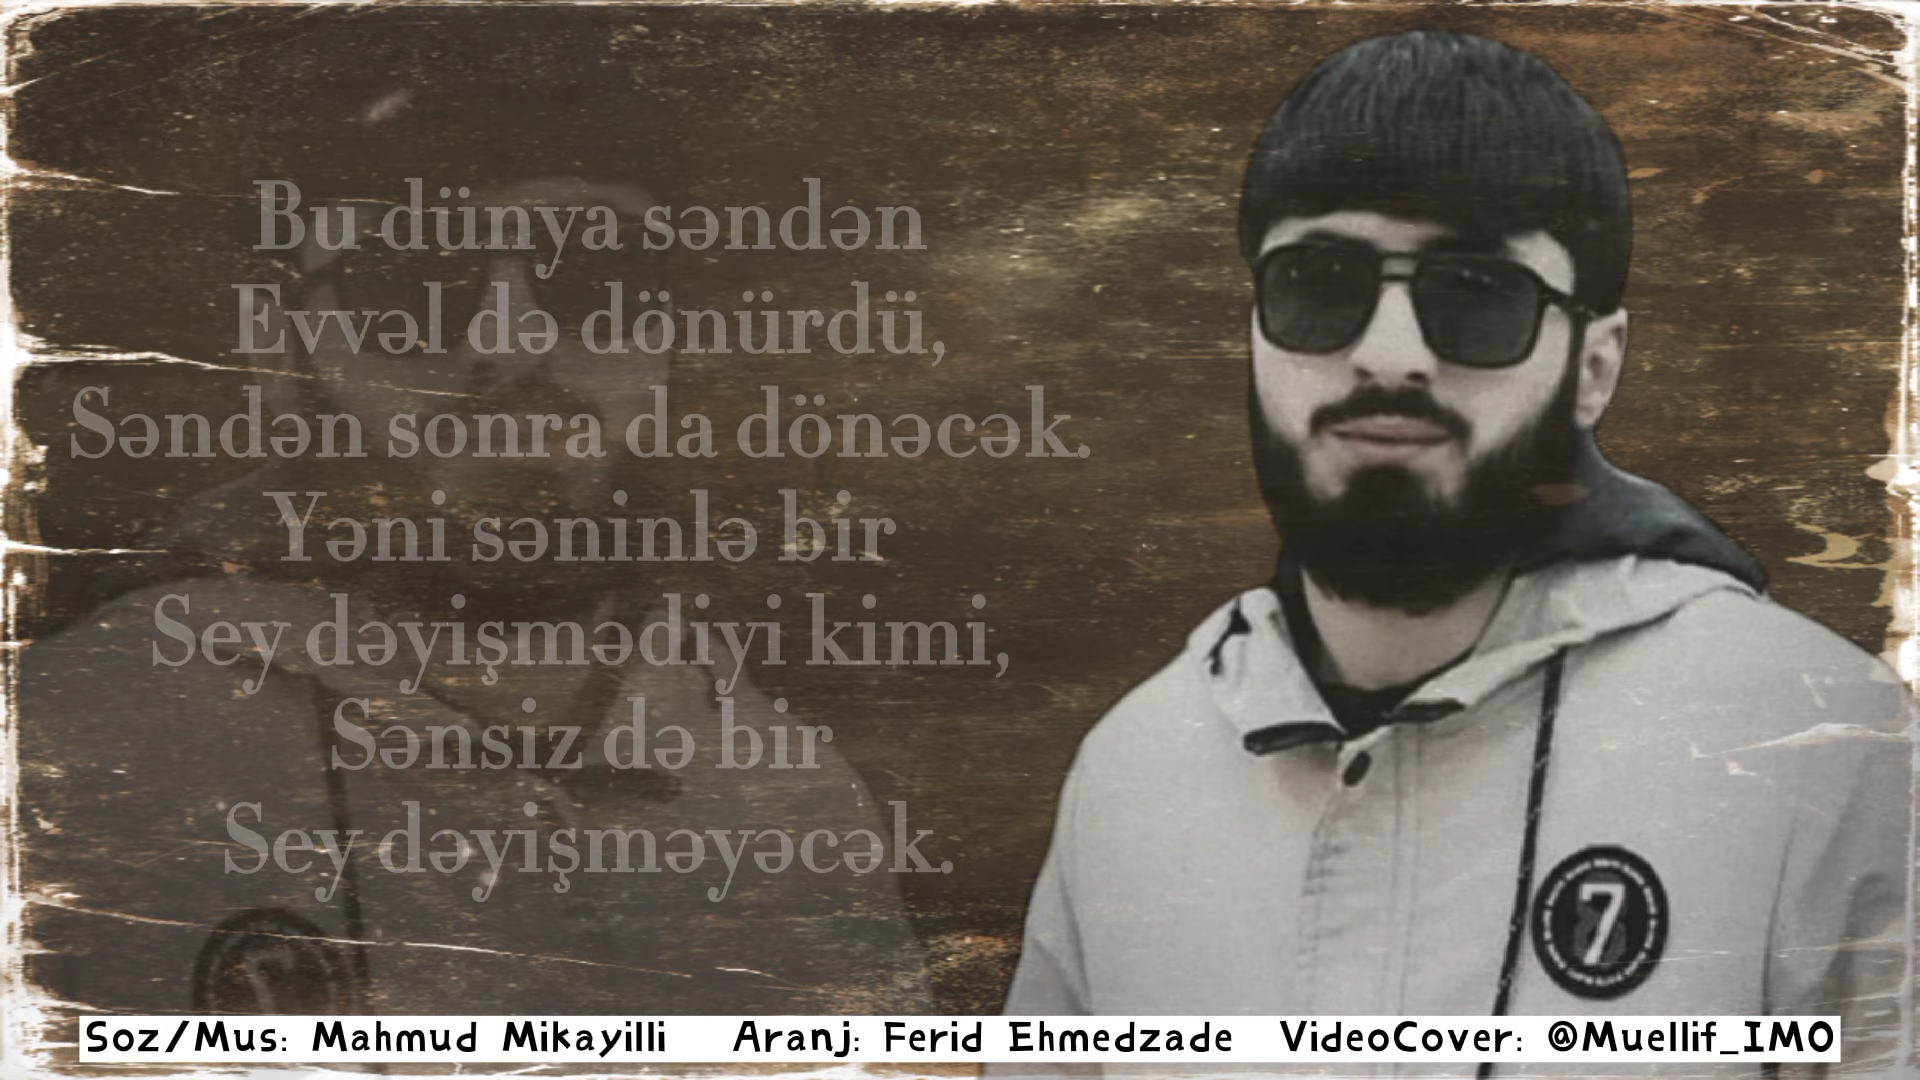 Bu dünya səndən
Evvəl də dönürdü,
Səndən sonra da dönəcək.
Yəni səninlə bir
Sey dəyişmədiyi kimi,
Sənsiz də bir
Sey dəyişməyəcək.
7
Soz/Mus: Mahmud Mikayilli Aranj: Ferid Ehmedzade VideoCover: @Muellif_IMO